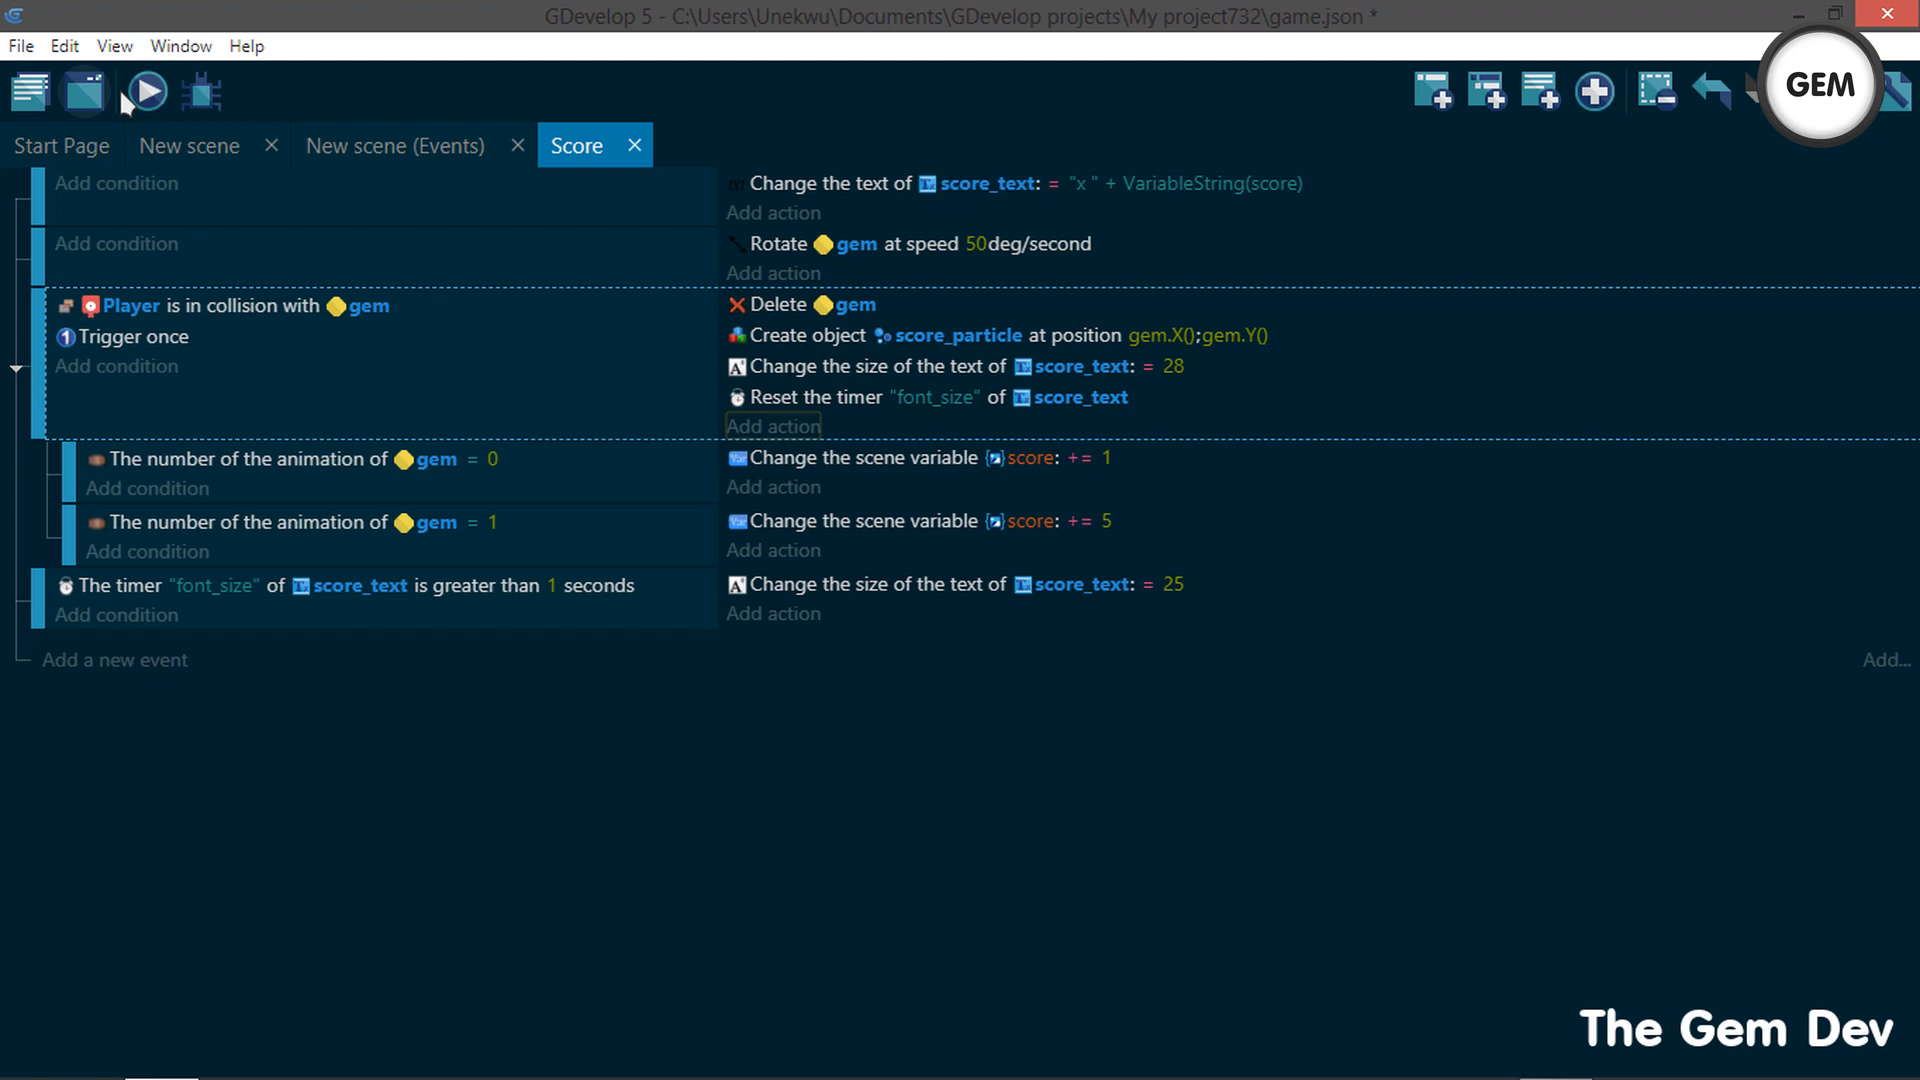 GDevelop 5 - C:\Users\Unekwu\Documents\GDevelop projects\My project732\game.json *
File Edit View Window Help
GEM
Start Page New scene × New scene (Events) × Score ×
Add condition
Change the text of score_text: = "x " + VariableString(score)
Add action
Add condition
Rotate gem at speed 50deg/second
Add action
Player is in collision with gem
Trigger once
Add condition
Delete gem
Create object score_particle at position gem.X();gem.Y()
Change the size of the text of score_text: = 28
Reset the timer "font_size" of score_text
Add action
The number of the animation of gem = 0
Add condition
Change the scene variable score: += 1
Add action
The number of the animation of gem = 1
Add condition
Change the scene variable score: += 5
Add action
The timer "font_size" of score_text is greater than 1 seconds
Add condition
Change the size of the text of score_text: = 25
Add action
Add a new event
Add...
The Gem Dev